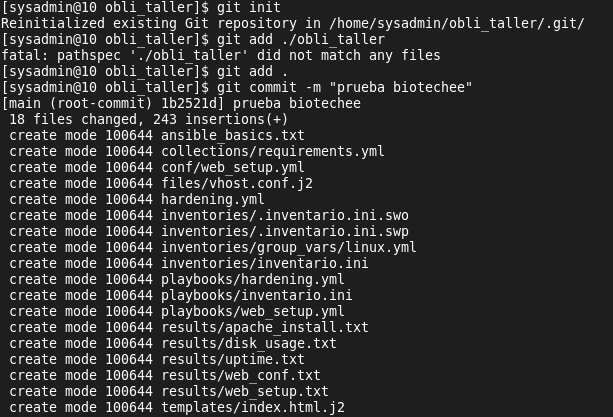 [sysadmin@10 obli_taller]$ git init
Reinitialized existing Git repository in /home/sysadmin/obli_taller/.git/
[sysadmin@10 obli_taller]$ git add ./obli_taller
fatal: pathspec './obli_taller' did not match any files
[sysadmin@10 obli_taller]$ git add .
[sysadmin@10 obli_taller]$ git commit -m "prueba biotechee"
[main (root-commit) 1b2521d] prueba biotechee
 18 files changed, 243 insertions(+)
 create mode 100644 ansible_basics.txt
 create mode 100644 collections/requirements.yml
 create mode 100644 conf/web_setup.yml
 create mode 100644 files/vhost.conf.j2
 create mode 100644 hardening.yml
 create mode 100644 inventories/.inventario.ini.swo
 create mode 100644 inventories/.inventario.ini.swp
 create mode 100644 inventories/group_vars/linux.yml
 create mode 100644 inventories/inventario.ini
 create mode 100644 playbooks/hardening.yml
 create mode 100644 playbooks/inventario.ini
 create mode 100644 playbooks/web_setup.yml
 create mode 100644 results/apache_install.txt
 create mode 100644 results/disk_usage.txt
 create mode 100644 results/uptime.txt
 create mode 100644 results/web_conf.txt
 create mode 100644 results/web_setup.txt
 create mode 100644 templates/index.html.j2